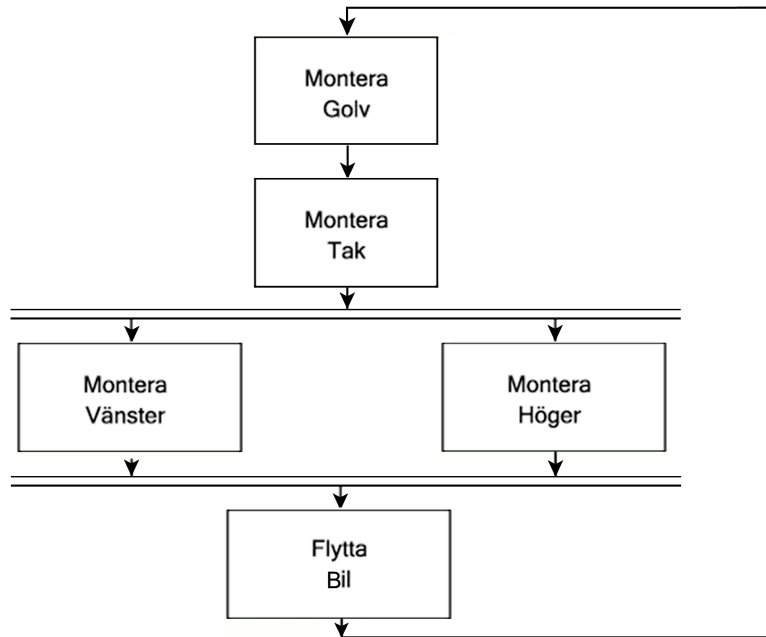 Montera
Golv
Montera
Tak
Montera
Vänster
Montera
Höger
Flytta
Bil